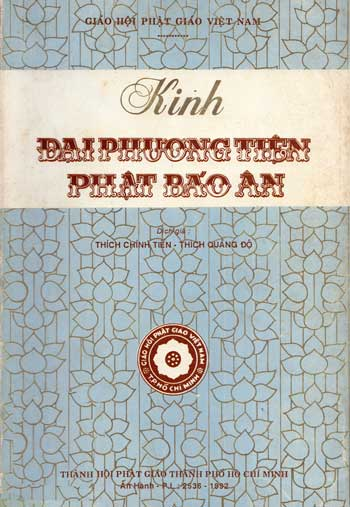 GIÁO HỘI PHẬT GIÁO VIỆT NAM
..........
Kinh
ĐẠI PHƯƠNG TIỆN
PHẬT BÁO ÂN
Dịch giả :
THÍCH CHÍNH TIẾN - THÍCH QUẢNG ĐỘ
GIÁO HỘI PHẬT GIÁO VIỆT NAM
T.P HỒ CHÍ MINH
THÀNH HỘI PHẬT GIÁO THÀNH PHỐ HỒ CHÍ MINH
Ấn Hành - P.L.: 2536 - 1992